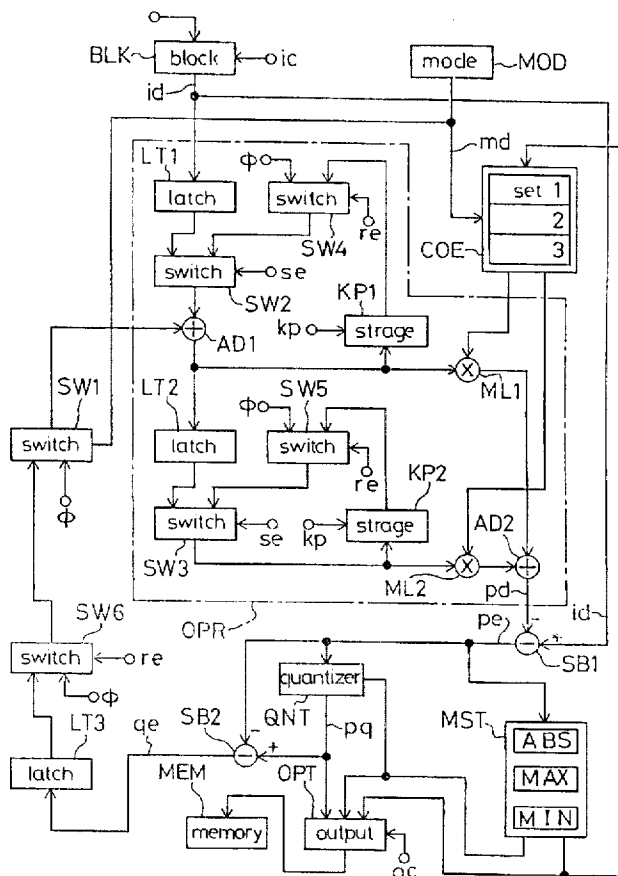 BLK
block
ic
mode
MOD
id
md
LT1
ϕ
set 1
latch
switch
2
SW4
re
COE
3
switch
se
SW2
KP1
kp
strage
AD1
SW1
LT2
SW5
ML1
ϕ
switch
latch
switch
re
KP2
ϕ
switch
se
kp
strage
AD2
SW3
ML2
pd
id
SW6
OPR
pe
switch
re
SB1
quantizer
ϕ
LT3
qe
SB2
QNT
pq
MST
ABS
MEM
OPT
MAX
latch
memory
output
MIN
oc